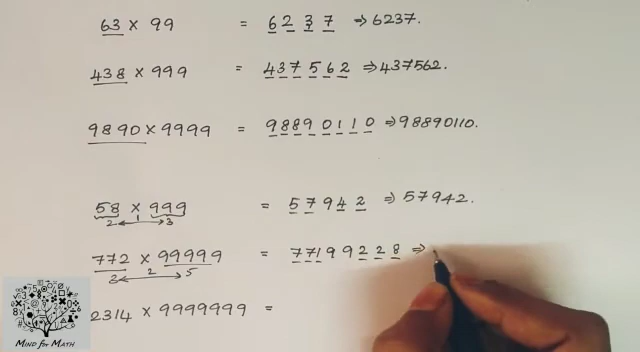 63 × 99 = 6237 ⇒ 6237.
438 × 999 = 437562 ⇒ 437562.
9890 × 9999 = 98890110 ⇒ 98890110.
58 × 999 = 57942 ⇒ 57942.
2 1 3
772 × 99999 = 77199228 ⇒
2 2 5
2314 × 9999999 =
MIND for MATH